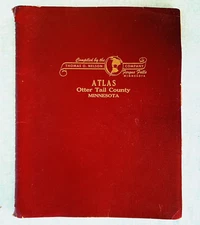 Compiled by the
THOMAS O. NELSON COMPANY
Fergus Falls
MINNESOTA
ATLAS
Otter Tail County
MINNESOTA